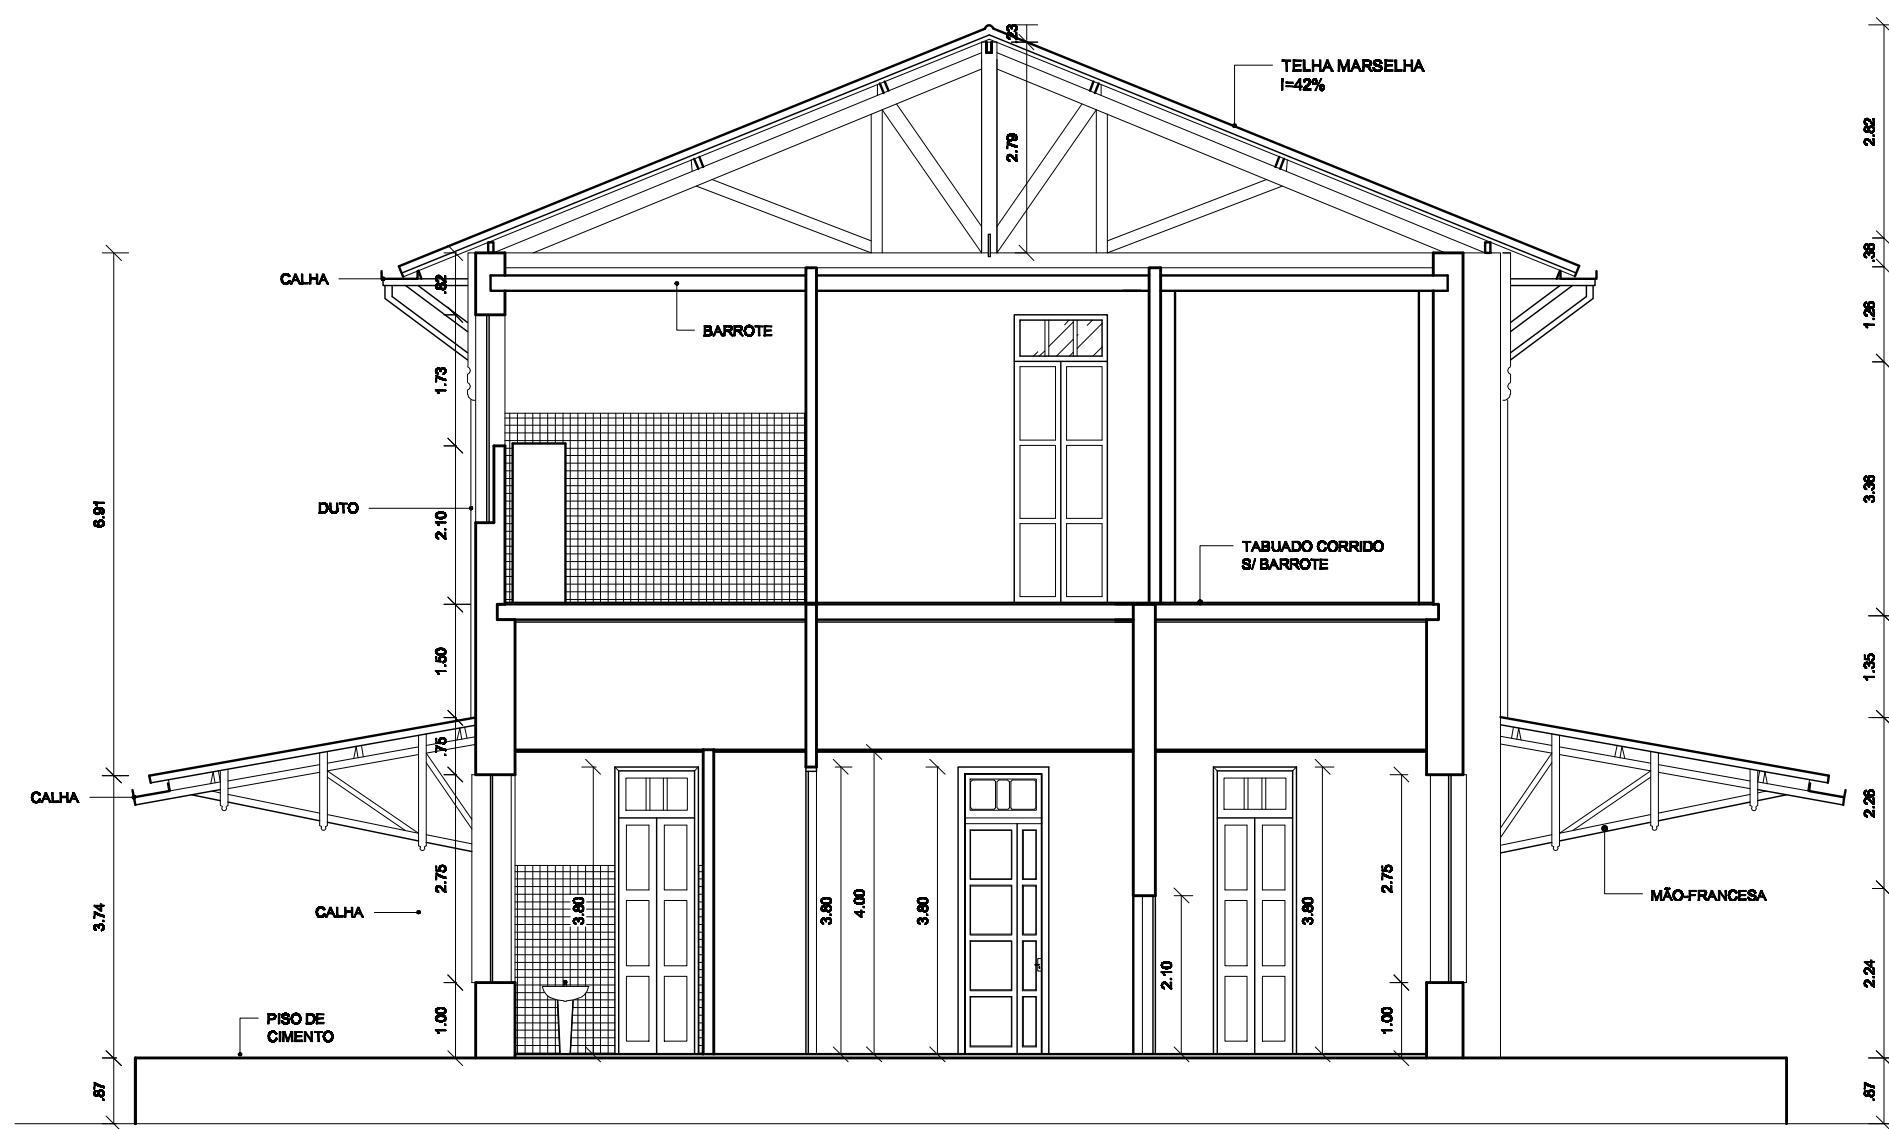 .23
TELHA MARSELHA
I=42%
2.79
2.82
.38
CALHA
.82
BARROTE
1.26
1.73
3.36
6.91
DUTO
2.10
TABUADO CORRIDO
S/ BARROTE
1.50
1.35
.75
CALHA
2.26
2.75
3.80
3.80
4.00
3.80
3.80
2.75
MÃO-FRANCESA
CALHA
3.74
2.10
2.24
1.00
1.00
PISO DE
CIMENTO
.87
.87